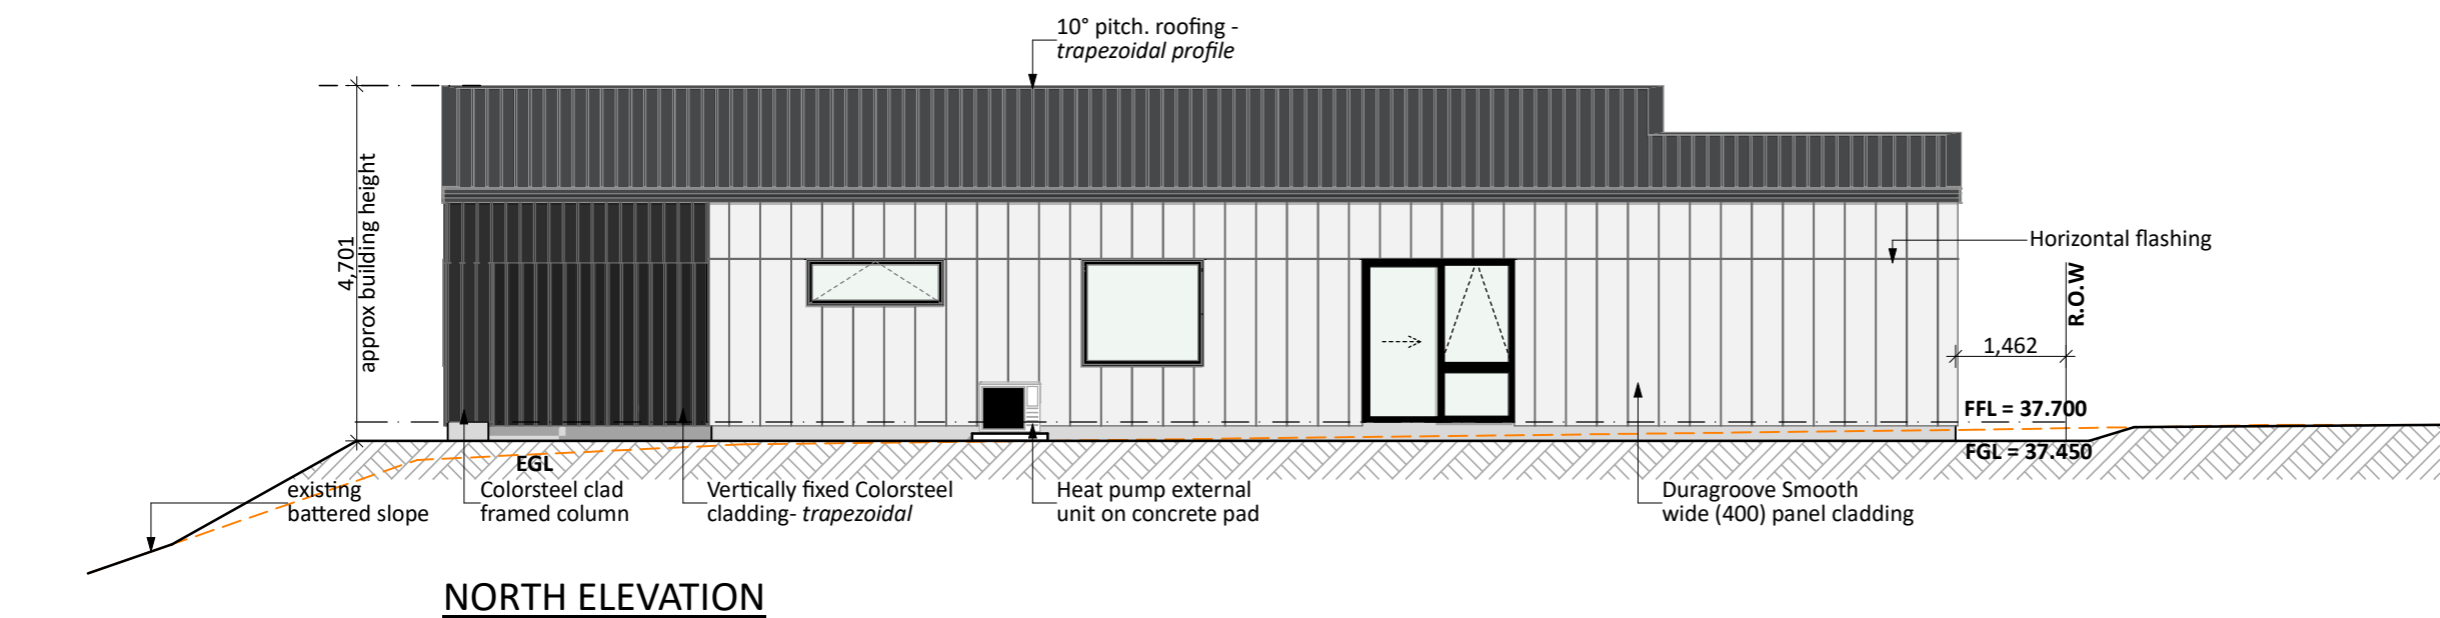 10° pitch. roofing -
trapezoidal profile
4,701
approx building height
Horizontal flashing
R.O.W
1,462
FFL = 37.700
FGL = 37.450
EGL
existing
battered slope
Colorsteel clad
framed column
Vertically fixed Colorsteel
cladding- trapezoidal
Heat pump external
unit on concrete pad
Duragroove Smooth
wide (400) panel cladding
NORTH ELEVATION